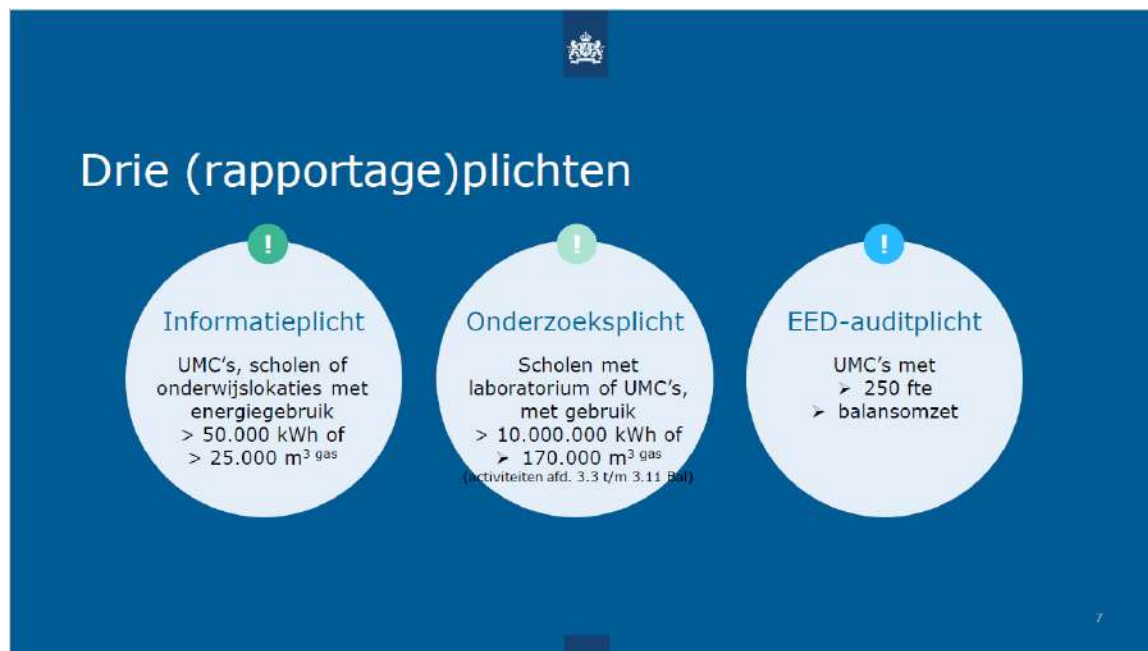 Drie (rapportage)plichten
!
Informatieplicht
UMC's, scholen of
onderwijslokaties met
energiegebruik
> 50.000 kWh of
> 25.000 m³ gas
!
Onderzoeksplicht
Scholen met
laboratorium of UMC's,
met gebruik
> 10.000.000 kWh of
➢ 170.000 m³ gas
(activiteiten afd. 3.3 t/m 3.11 Bal)
!
EED-auditplicht
UMC's met
➢ 250 fte
➢ balansomzet
7